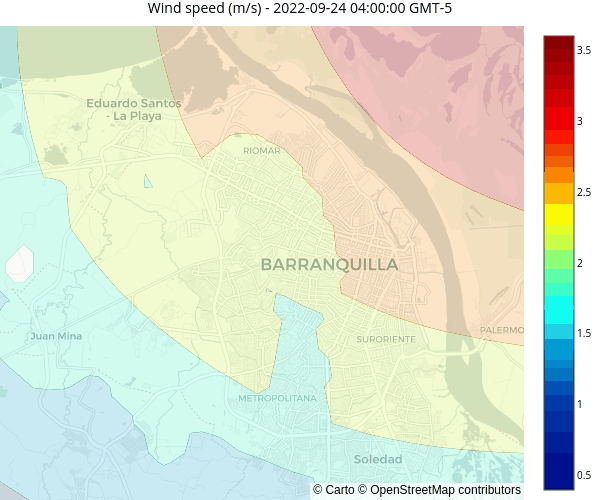 Wind speed (m/s) - 2022-09-24 04:00:00 GMT-5
Eduardo Santos
- La Playa
RIOMAR
BARRANQUILLA
PALERMO
Juan Mina
SURORIENTE
METROPOLITANA
Soledad
© Carto © OpenStreetMap contributors
3.5
3
2.5
2
1.5
1
0.5